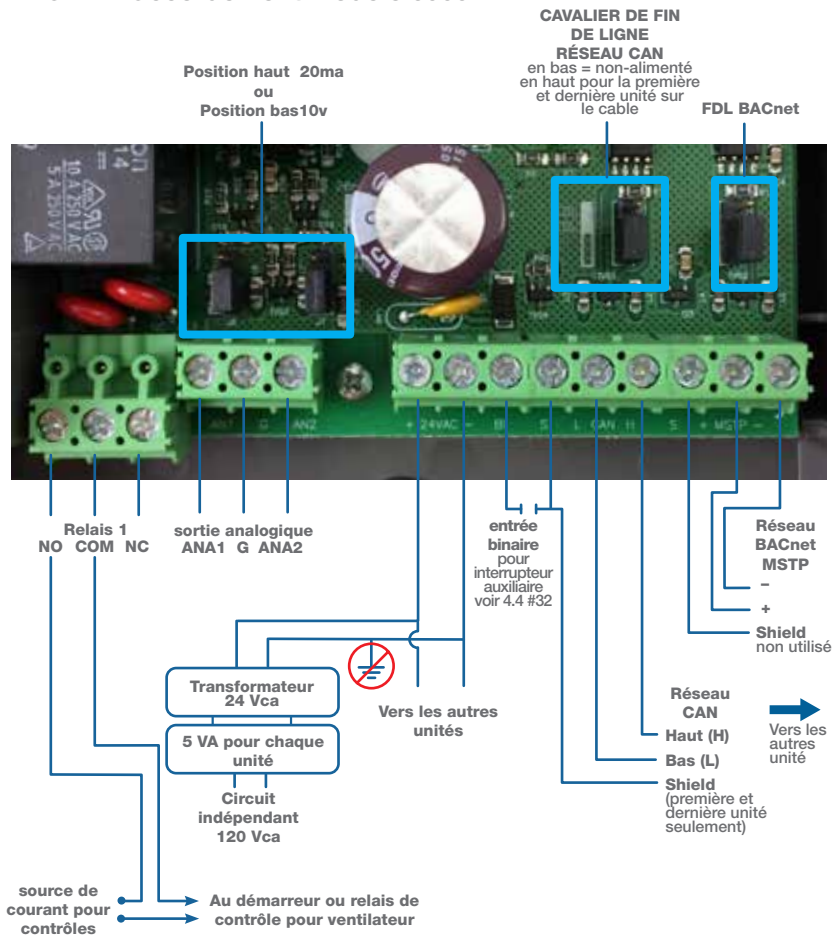 CAVALIER DE FIN
DE LIGNE
RÉSEAU CAN
en bas = non-alimenté
en haut pour la première
et dernière unité sur
le cable
Position haut 20ma
ou
Position bas10v
FDL BACnet
10 A 250 V AC
5 A 250 V AC
G AN2
+ 24VAC - BI S L CAN H S + MSTP -
Relais 1
NO COM NC
sortie analogique
ANA1 G ANA2
entrée
binaire
pour
interrupteur
auxiliaire
voir 4.4 #32
Réseau
BACnet
MSTP
–
+
Shield
non utilisé
Transformateur
24 Vca
5 VA pour chaque
unité
Circuit
indépendant
120 Vca
Vers les autres
unités
Réseau
CAN
Haut (H)
Bas (L)
Shield
(première et
dernière unité
seulement)
Vers les
autres
unité
source de
courant pour
contrôles
Au démarreur ou relais de
contrôle pour ventilateur